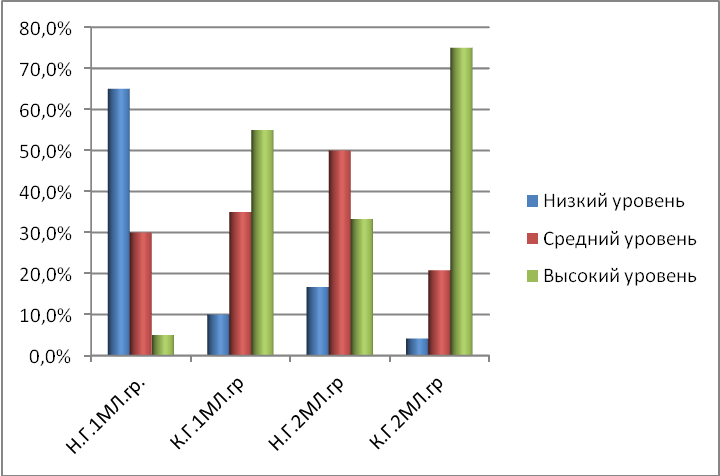 80,0%
70,0%
60,0%
50,0%
40,0%
30,0%
20,0%
10,0%
0,0%
Н.Г.1МЛ.гр.
К.Г.1МЛ.гр
Н.Г.2МЛ.гр
К.Г.2МЛ.гр
Низкий уровень
Средний уровень
Высокий уровень